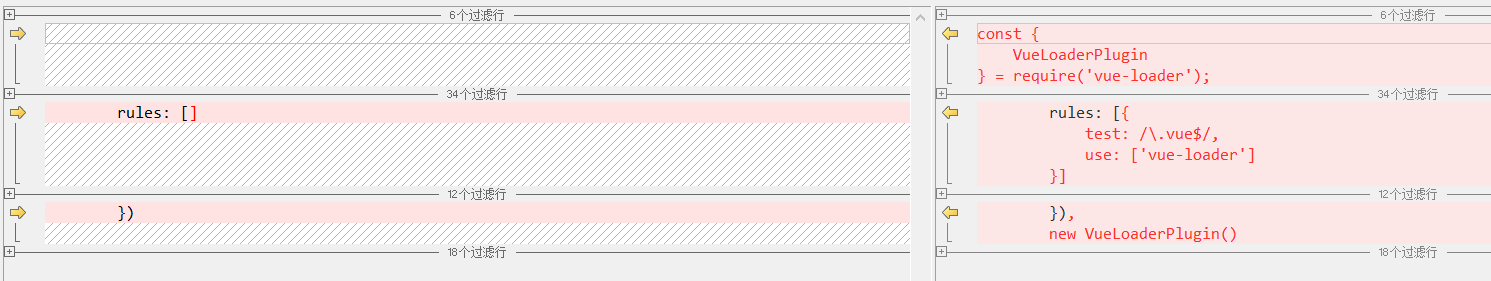 6个过滤行
34个过滤行
rules: []
12个过滤行
})
18个过滤行
6个过滤行
const {
VueLoaderPlugin
} = require('vue-loader');
34个过滤行
rules: [{
test: /\.vue$/,
use: ['vue-loader']
}]
12个过滤行
}),
new VueLoaderPlugin()
18个过滤行